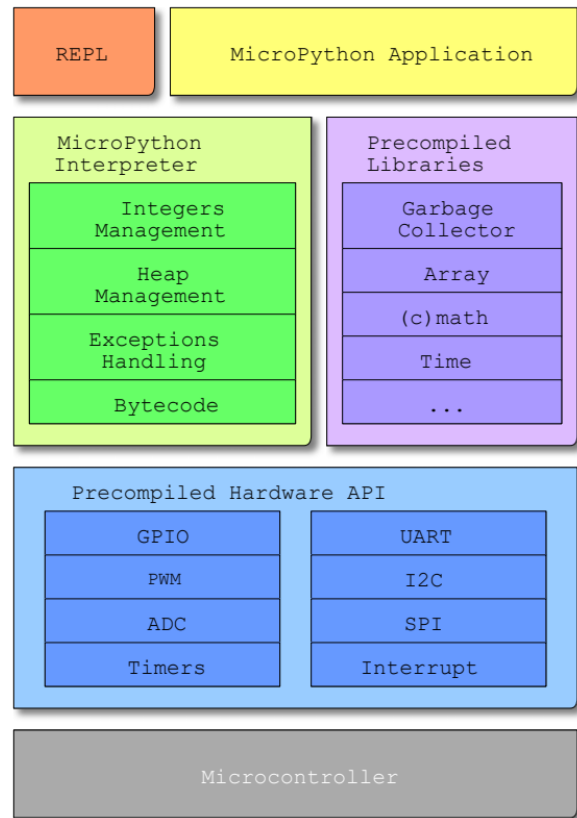 REPL
MicroPython Application
MicroPython
Interpreter
Integers
Management
Heap
Management
Exceptions
Handling
Bytecode
Precompiled
Libraries
Garbage
Collector
Array
(c)math
Time
...
Precompiled Hardware API
GPIO
PWM
ADC
Timers
UART
I2C
SPI
Interrupt
Microcontroller